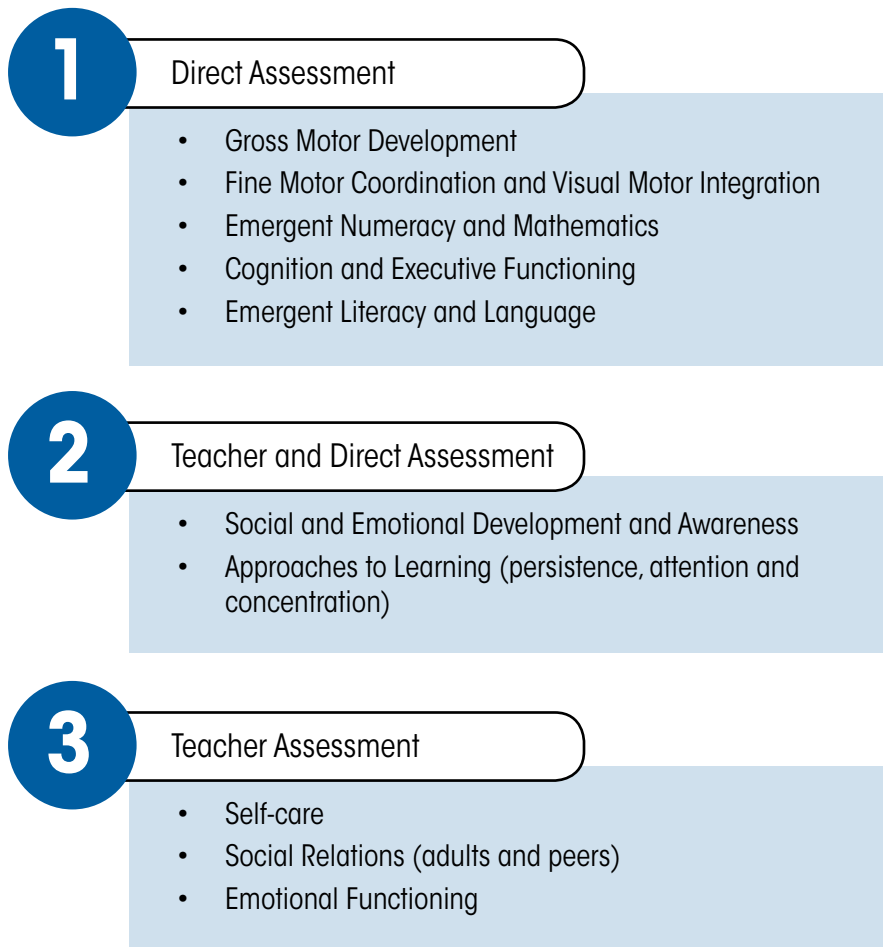 1
Direct Assessment
• Gross Motor Development
• Fine Motor Coordination and Visual Motor Integration
• Emergent Numeracy and Mathematics
• Cognition and Executive Functioning
• Emergent Literacy and Language
2
Teacher and Direct Assessment
• Social and Emotional Development and Awareness
• Approaches to Learning (persistence, attention and
concentration)
3
Teacher Assessment
• Self-care
• Social Relations (adults and peers)
• Emotional Functioning